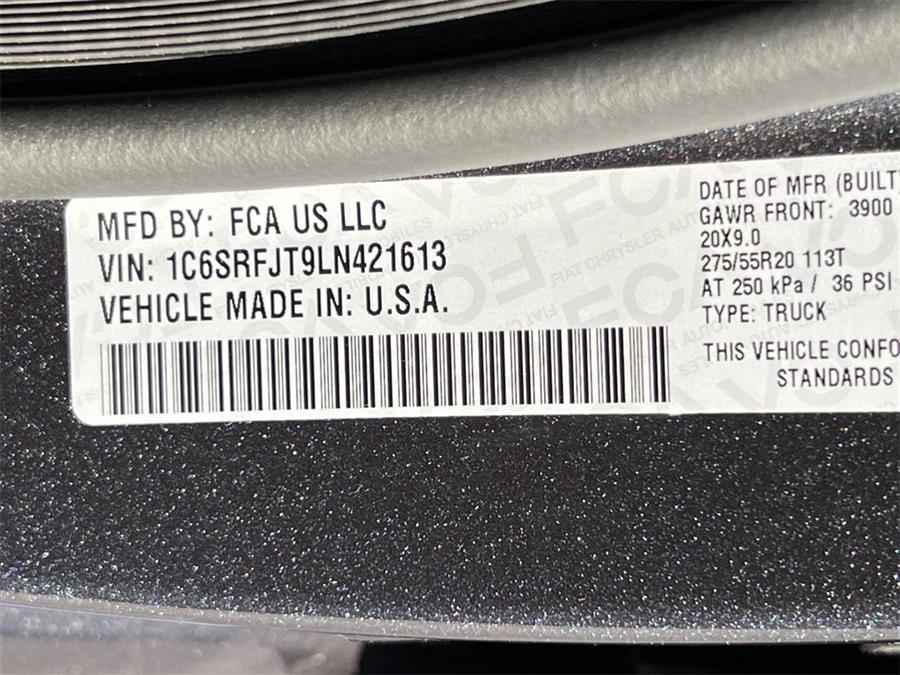 MFD BY: FCA US LLC
VIN: 1C6SRFJT9LN421613
VEHICLE MADE IN: U.S.A.
DATE OF MFR (BUILT)
GAWR FRONT: 3900
20X9.0
275/55R20 113T
AT 250 kPa / 36 PSI
TYPE: TRUCK
THIS VEHICLE CONFO
STANDARDS